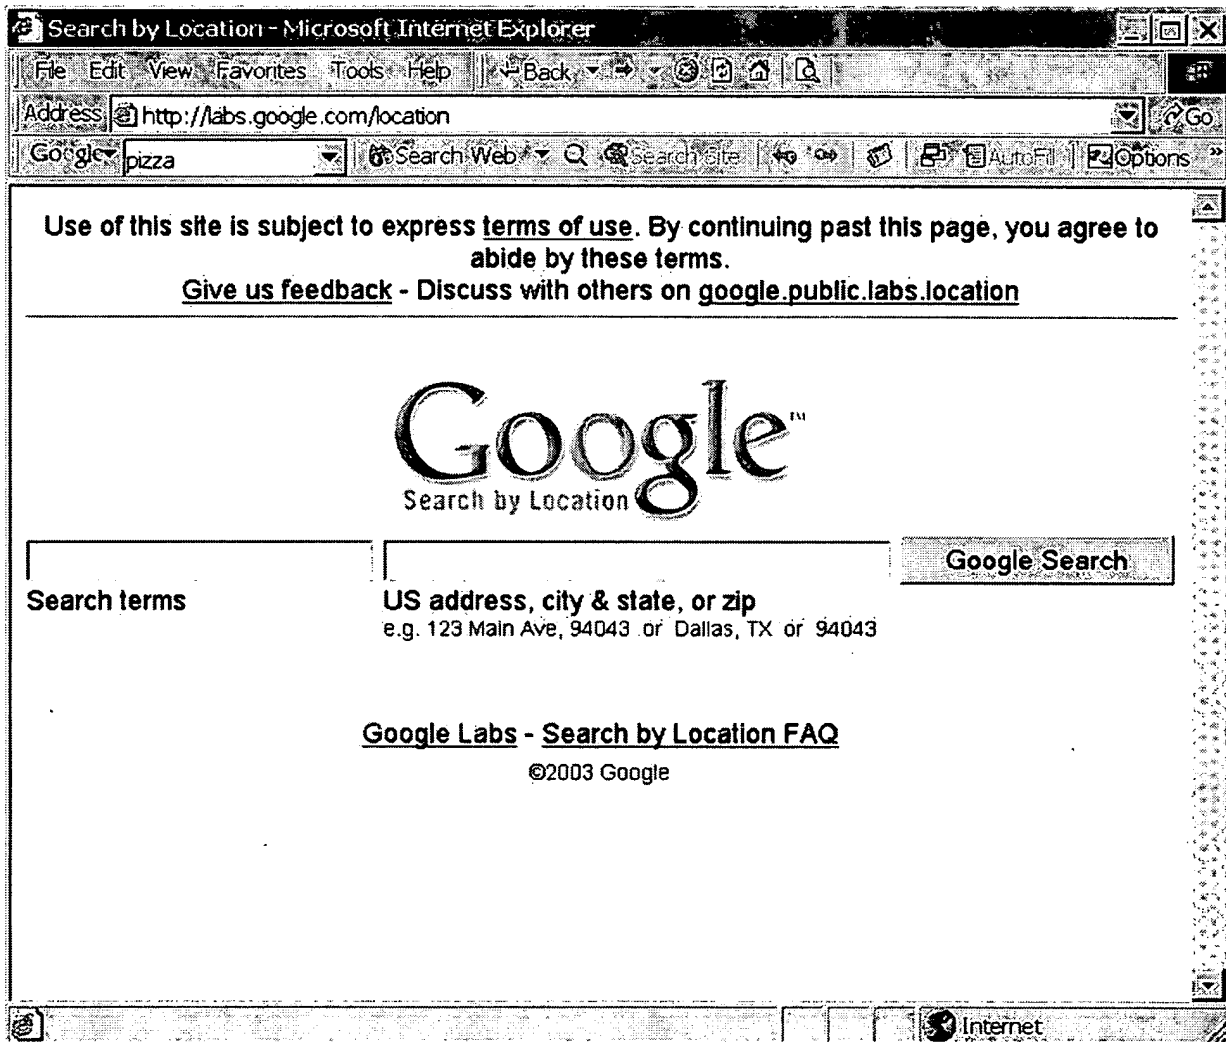 Search by Location - Microsoft Internet Explorer
File Edit View Favorites Tools Help Back
Address http://labs.google.com/location Go
Google pizza Search Web Search Site AutoFill Options »
Use of this site is subject to express terms of use. By continuing past this page, you agree to
abide by these terms.
Give us feedback - Discuss with others on google.public.labs.location
Google™
Search by Location
Google Search
Search terms US address, city & state, or zip
e.g. 123 Main Ave, 94043 or Dallas, TX or 94043
Google Labs - Search by Location FAQ
©2003 Google
Internet